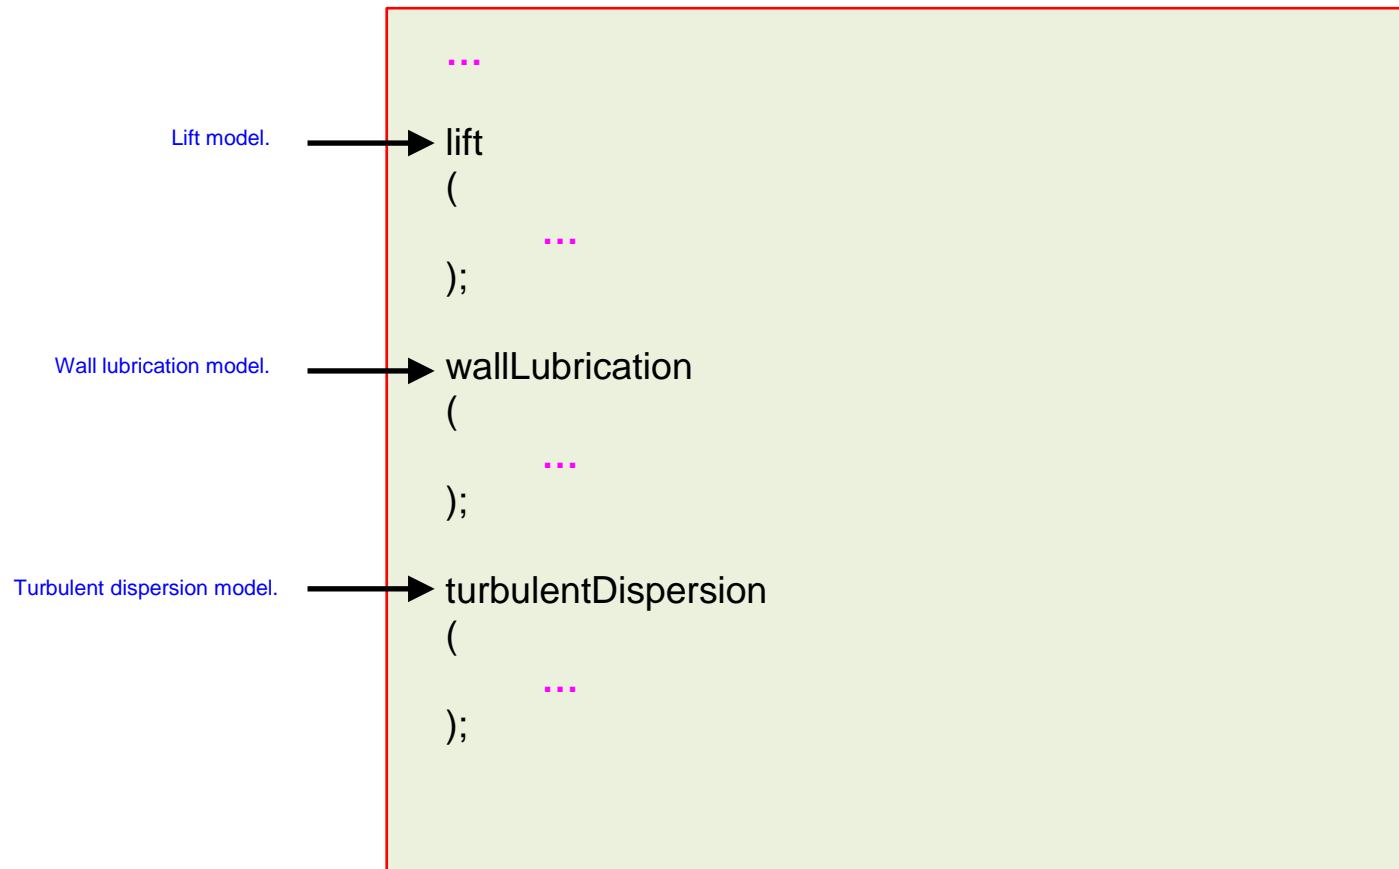 …
Lift model.
lift
(
…
);
Wall lubrication model.
wallLubrication
(
…
);
Turbulent dispersion model.
turbulentDispersion
(
…
);